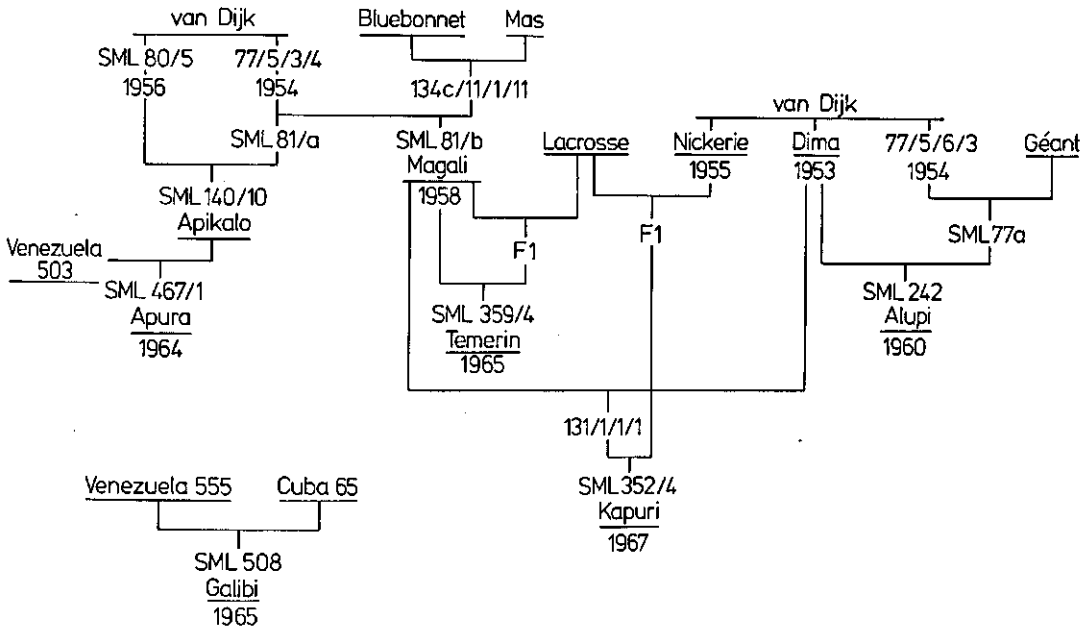 van Dijk
Bluebonnet Mas
SML 80/5 77/5/3/4
1956 1954
134c/11/1/11
van Dijk
SML 81/a SML 81/b Lacrosse Nickerie Dima 77/5/6/3 Géant
Magali 1955 1953 1954
1958
SML 140/10
Apikalo
F1 F1 SML 77a
Venezuela
503
SML 467/1
Apura
1964
SML 359/4
Temerin
1965
SML 242
Alupi
1960
131/1/1/1
Venezuela 555 Cuba 65
SML 352/4
Kapuri
1967
SML 508
Galibi
1965